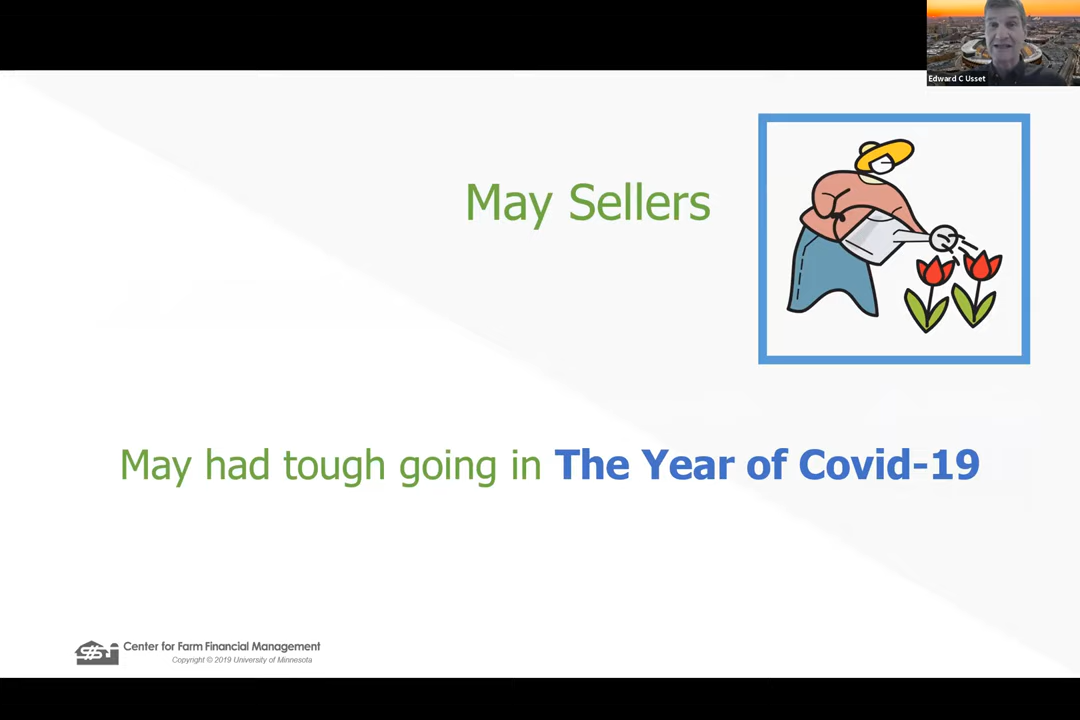 Edward C Usset
May Sellers
May had tough going in The Year of Covid-19
Center for Farm Financial Management
Copyright © 2019 University of Minnesota